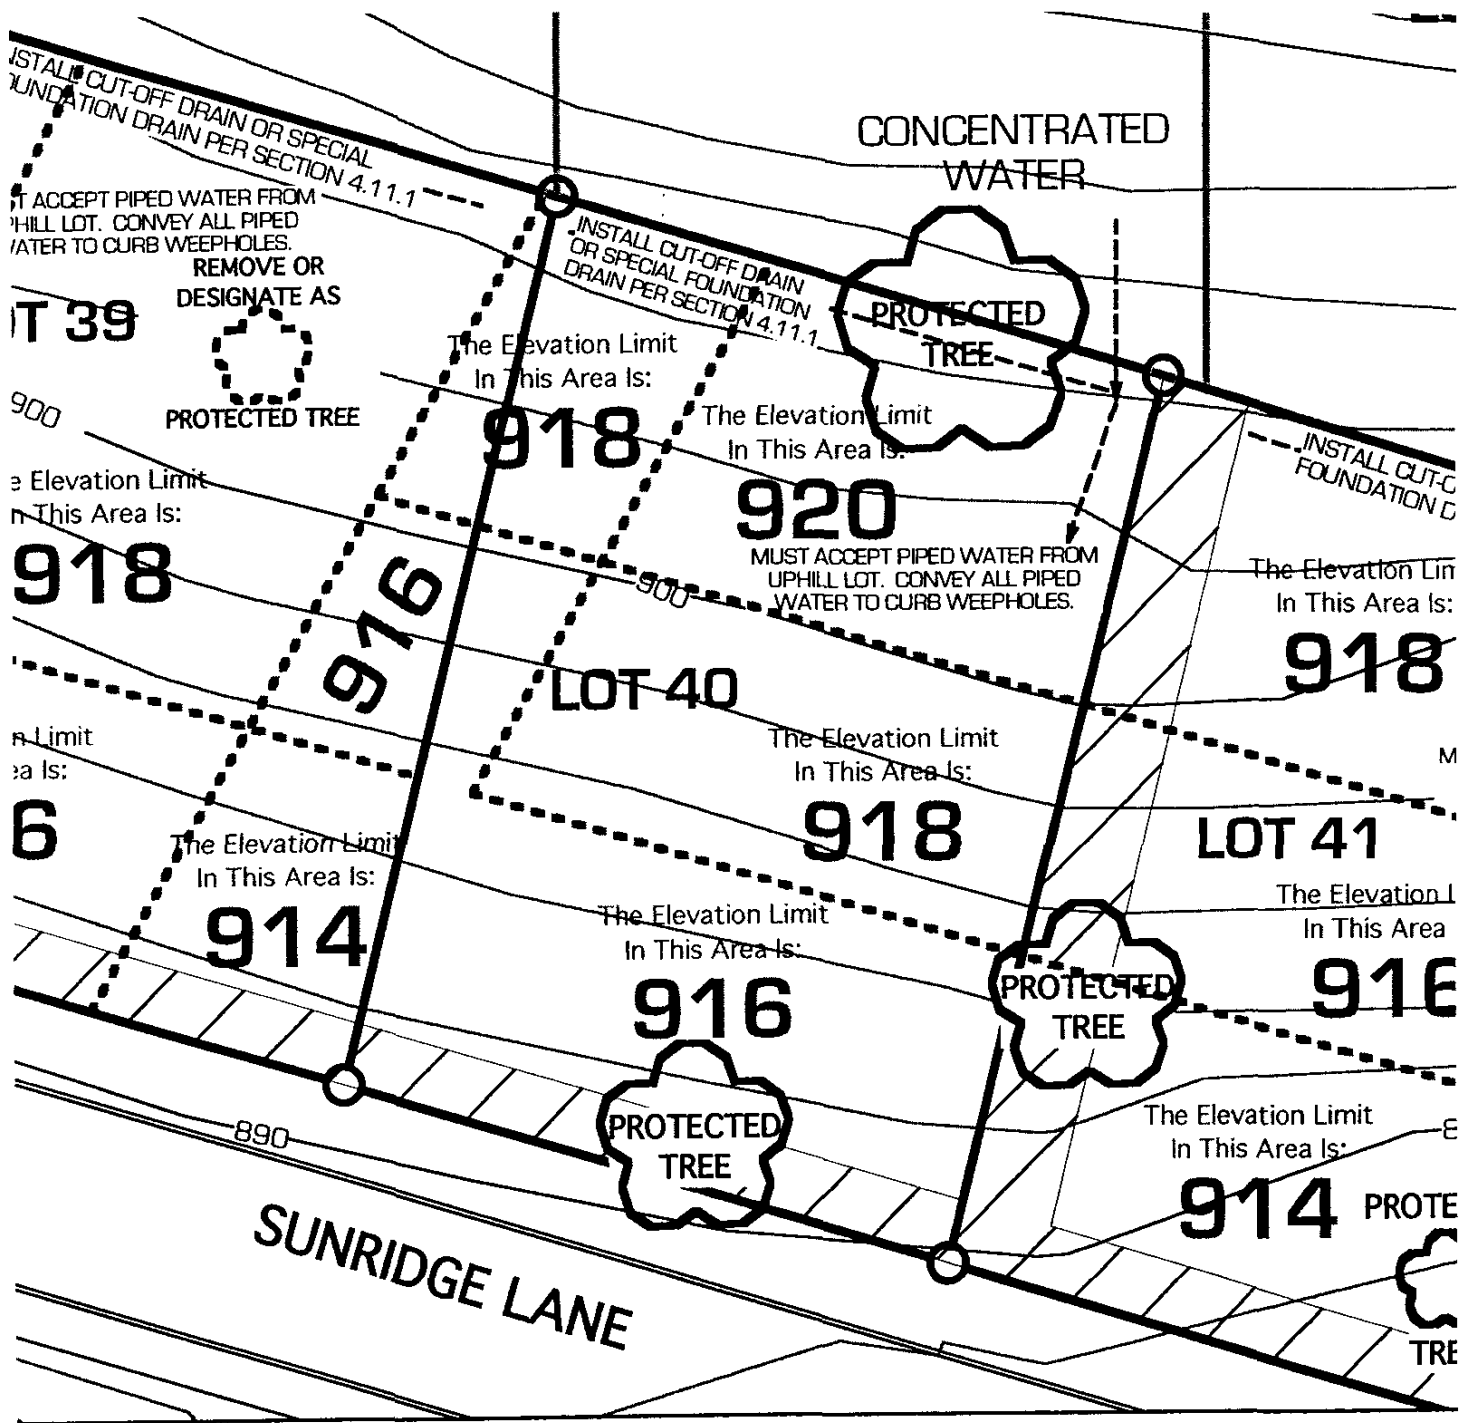 INSTALL CUT-OFF DRAIN OR SPECIAL
FOUNDATION DRAIN PER SECTION 4.11.1
T ACCEPT PIPED WATER FROM
PHILL LOT. CONVEY ALL PIPED
ATER TO CURB WEEPHOLES.
REMOVE OR
DESIGNATE AS
PROTECTED TREE
T 39
900
e Elevation Limit
n This Area Is:
918
n Limit
ea Is:
6
916
The Elevation Limit
In This Area Is:
914
CONCENTRATED
WATER
INSTALL CUT-OFF DRAIN
OR SPECIAL FOUNDATION
DRAIN PER SECTION 4.11.1
PROTECTED
TREE
The Elevation Limit
In This Area Is:
918
The Elevation Limit
In This Area Is:
920
MUST ACCEPT PIPED WATER FROM
UPHILL LOT. CONVEY ALL PIPED
WATER TO CURB WEEPHOLES.
900
LOT 40
The Elevation Limit
In This Area Is:
918
The Elevation Limit
In This Area Is:
916
PROTECTED
TREE
PROTECTED
TREE
INSTALL CUT-O
FOUNDATION D
The Elevation Lim
In This Area Is:
918
M
LOT 41
The Elevation L
In This Area
916
The Elevation Limit
In This Area Is:
914
8
PROTE
TRE
890
SUNRIDGE LANE